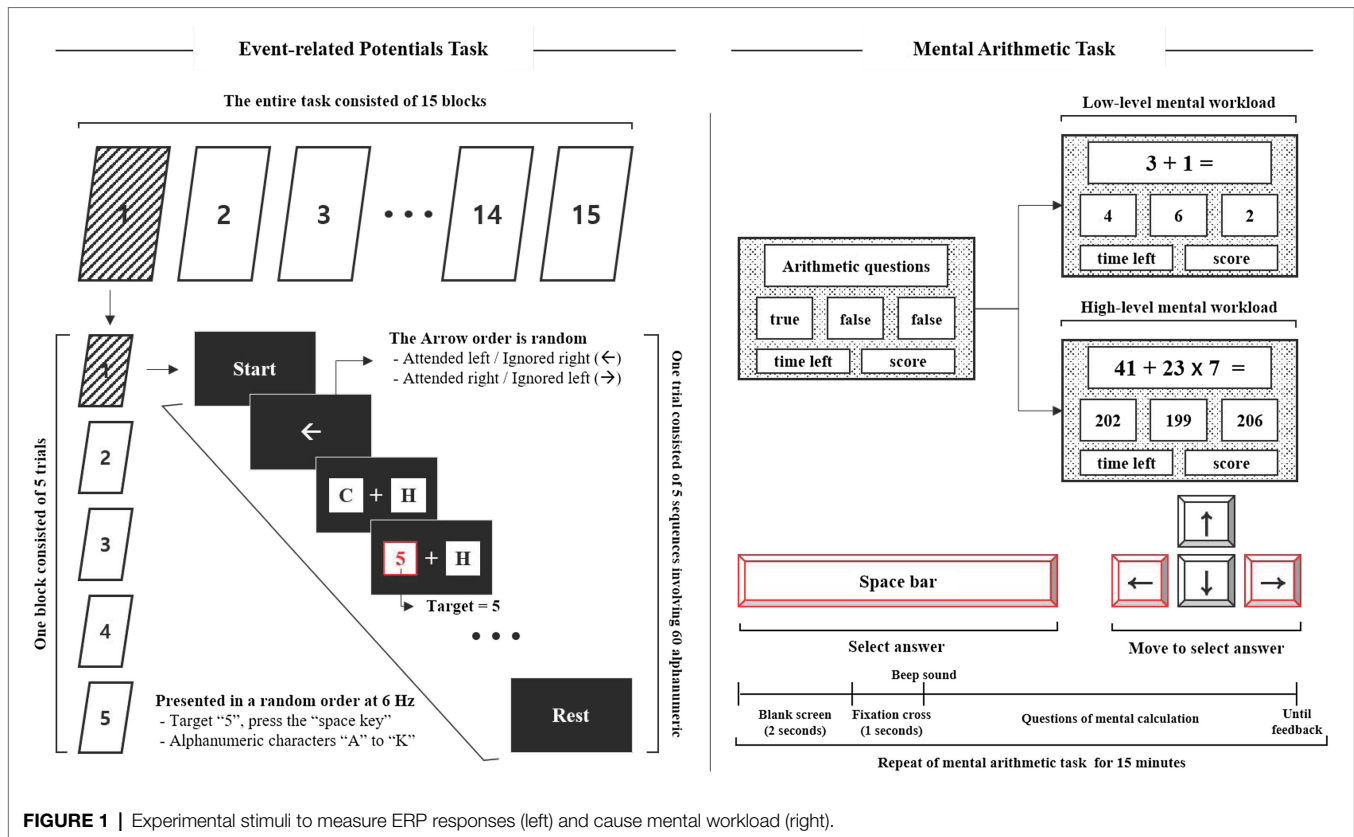 Event-related Potentials Task
The entire task consisted of 15 blocks
1
2
3
• • •
14
15
One block consisted of 5 trials
1
2
3
4
5
Start
The Arrow order is random
- Attended left / Ignored right (←)
- Attended right / Ignored left (→)
←
C + H
5 + H
Target = 5
• • •
Rest
Presented in a random order at 6 Hz
- Target “5”, press the “space key”
- Alphanumeric characters “A” to “K”
One trial consisted of 5 sequences involving 60 alphanumeric
Mental Arithmetic Task
Arithmetic questions
true false false
time left score
Low-level mental workload
3 + 1 =
4 6 2
time left score
High-level mental workload
41 + 23 x 7 =
202 199 206
time left score
Space bar
Select answer
↑
← ↓ →
Move to select answer
Beep sound
Blank screen
(2 seconds)
Fixation cross
(1 seconds)
Questions of mental calculation
Until
feedback
Repeat of mental arithmetic task for 15 minutes
FIGURE 1 | Experimental stimuli to measure ERP responses (left) and cause mental workload (right).